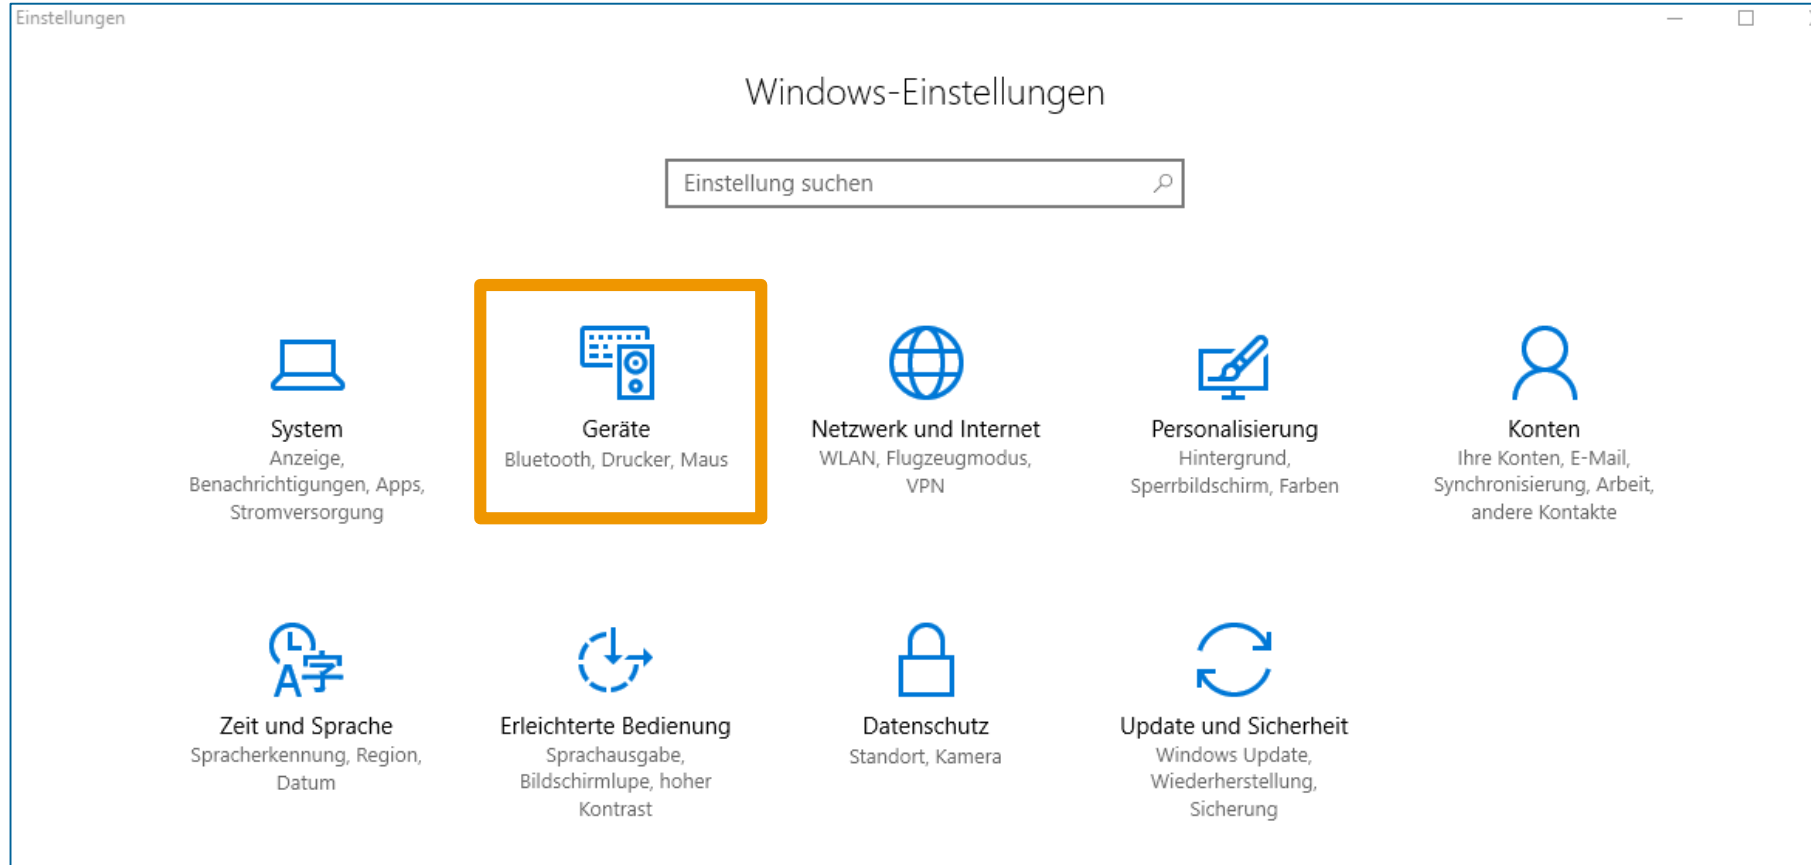 Einstellungen
Windows-Einstellungen
Einstellung suchen
System
Anzeige,
Benachrichtigungen, Apps,
Stromversorgung
Geräte
Bluetooth, Drucker, Maus
Netzwerk und Internet
WLAN, Flugzeugmodus,
VPN
Personalisierung
Hintergrund,
Sperrbildschirm, Farben
Konten
Ihre Konten, E-Mail,
Synchronisierung, Arbeit,
andere Kontakte
Zeit und Sprache
Spracherkennung, Region,
Datum
Erleichterte Bedienung
Sprachausgabe,
Bildschirmlupe, hoher
Kontrast
Datenschutz
Standort, Kamera
Update und Sicherheit
Windows Update,
Wiederherstellung,
Sicherung